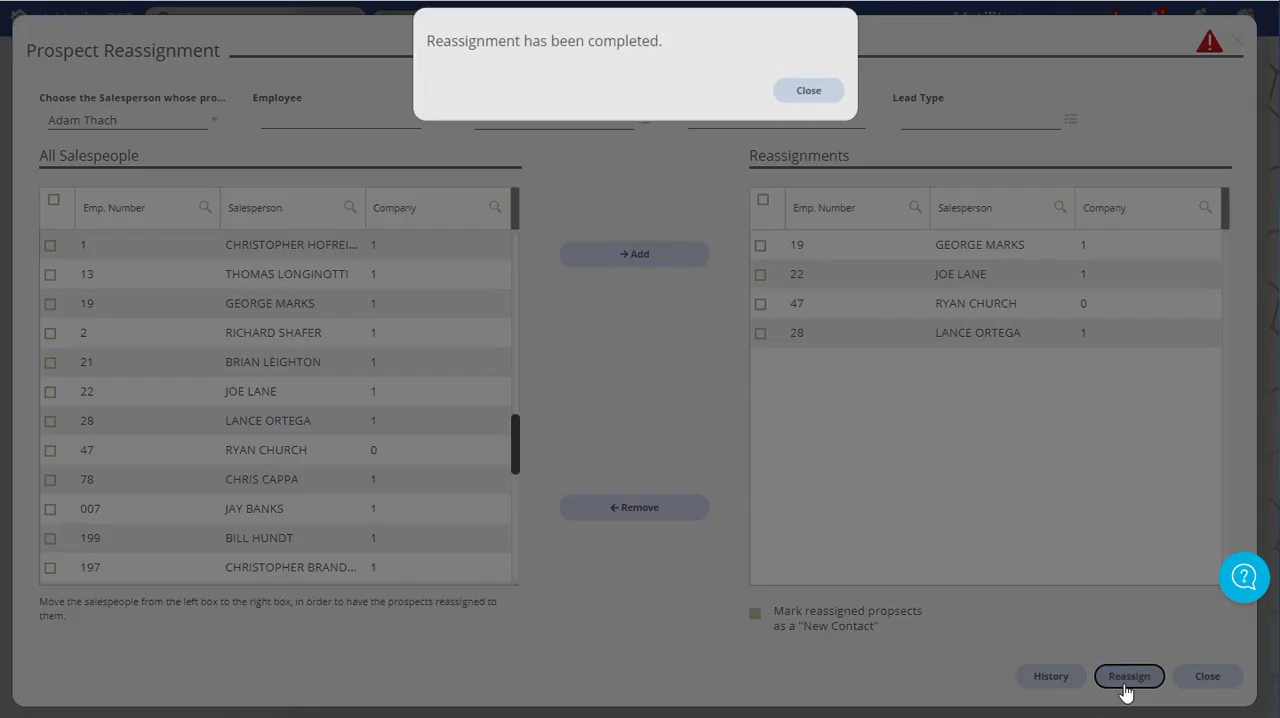 Reassignment has been completed.
Close
Prospect Reassignment
Choose the Salesperson whose pro...
Employee
Lead Type
Adam Thach
All Salespeople
Reassignments
Emp. Number Salesperson Company
1 CHRISTOPHER HOFREI... 1
13 THOMAS LONGINOTTI 1
19 GEORGE MARKS 1
2 RICHARD SHAFER 1
21 BRIAN LEIGHTON 1
22 JOE LANE 1
28 LANCE ORTEGA 1
47 RYAN CHURCH 0
78 CHRIS CAPPA 1
007 JAY BANKS 1
199 BILL HUNDT 1
197 CHRISTOPHER BRAND... 1
Move the salespeople from the left box to the right box, in order to have the prospects reassigned to
them.
→ Add
← Remove
Emp. Number Salesperson Company
19 GEORGE MARKS 1
22 JOE LANE 1
47 RYAN CHURCH 0
28 LANCE ORTEGA 1
Mark reassigned propsects
as a "New Contact"
History
Reassign
Close